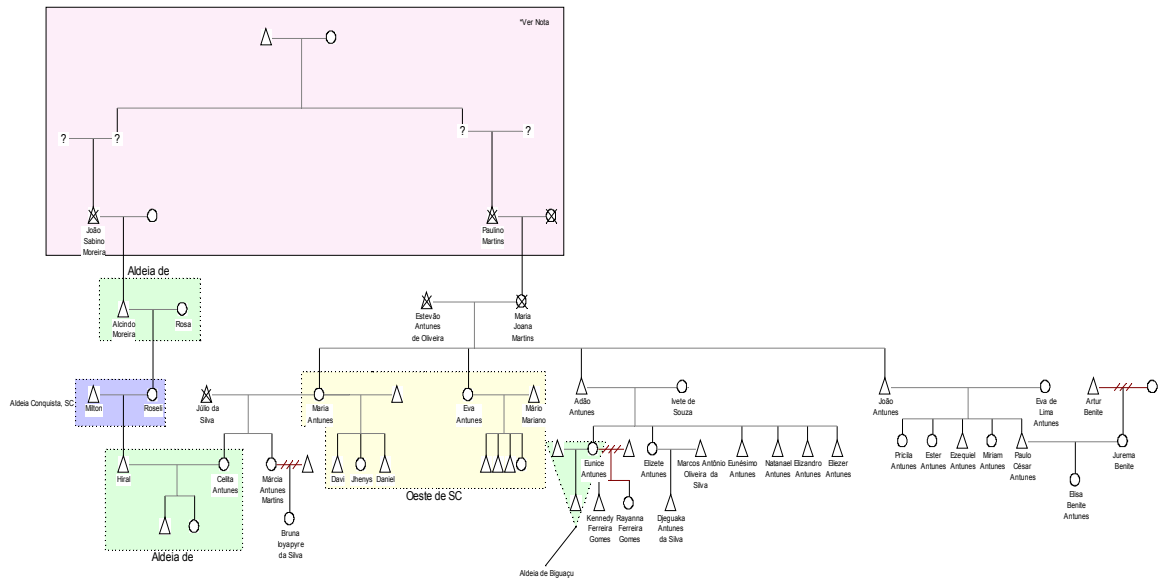 *Ver Nota
?
?
?
?
João
Sabino
Moreira
Paulino
Martins
Aldeia de
Alcindo
Moreira
Rosa
Estevão
Antunes
de Oliveira
Maria
Joana
Martins
Aldeia Conquista, SC
Milton
Roseli
Júlio da
Silva
Maria
Antunes
Eva
Antunes
Mário
Mariano
Adão
Antunes
Ivete de
Souza
João
Antunes
Eva de
Lima
Antunes
Artur
Benite
Hiral
Celita
Antunes
Márcia
Antunes
Martins
Davi
Jhenys
Daniel
Oeste de SC
Eunice
Antunes
Elizete
Antunes
Marcos Antônio
Oliveira da
Silva
Eunésimo
Antunes
Natanael
Antunes
Elizandro
Antunes
Eliezer
Antunes
Pricila
Antunes
Ester
Antunes
Ezequiel
Antunes
Miriam
Antunes
Paulo
César
Antunes
Jurema
Benite
Elisa
Benite
Antunes
Bruna
Ioyapyre
da Silva
Kennedy
Ferreira
Gomes
Rayanna
Ferreira
Gomes
Djeguaka
Antunes
da Silva
Aldeia de
Aldeia de Biguaçu